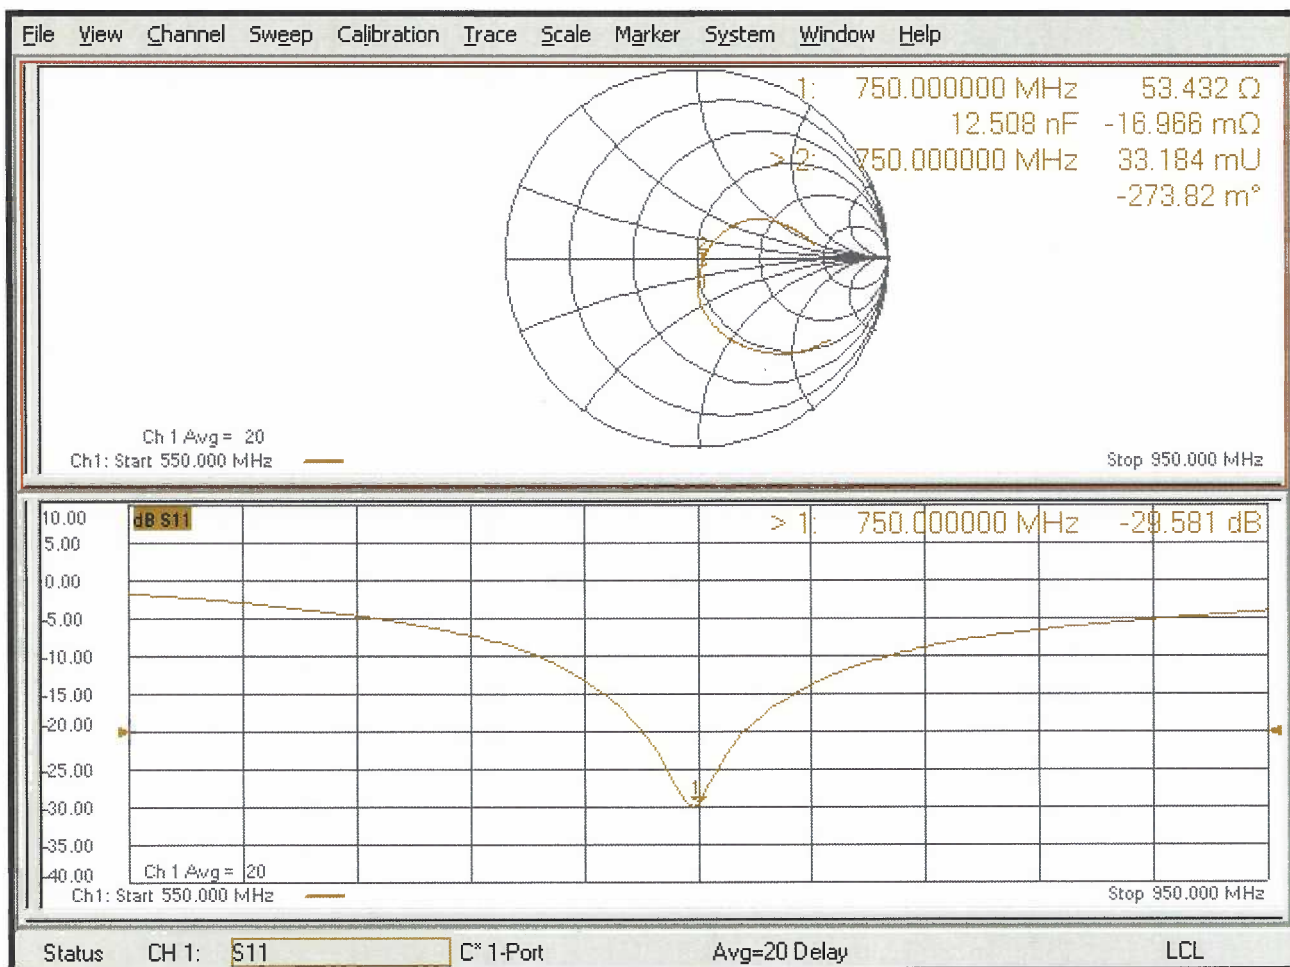 File View Channel Sweep Calibration Trace Scale Marker System Window Help
1: 750.000000 MHz 53.432 Ω
12.508 nF -16.966 mΩ
> 2: 750.000000 MHz 33.184 mU
-273.82 m°
Ch 1 Avg = 20
Ch1: Start 550.000 MHz
Stop 950.000 MHz
dB S11
> 1: 750.000000 MHz -29.581 dB
10.00
5.00
0.00
-5.00
-10.00
-15.00
-20.00
-25.00
-30.00
-35.00
-40.00
1
Ch 1 Avg = 20
Ch1: Start 550.000 MHz
Stop 950.000 MHz
Status CH 1: S11 C* 1-Port Avg=20 Delay LCL